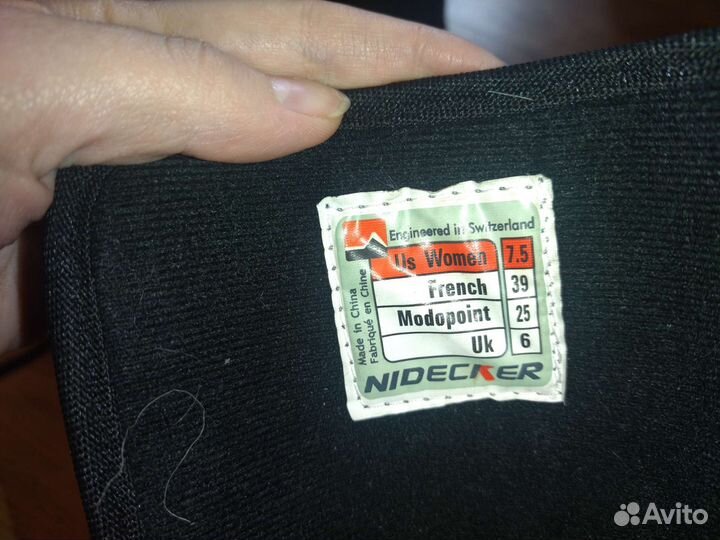 Engineered in Switzerland
Us Women 7.5
French 39
Modopoint 25
Uk 6
Made in China
Fabriqué en Chine
NIDECKER
Avito